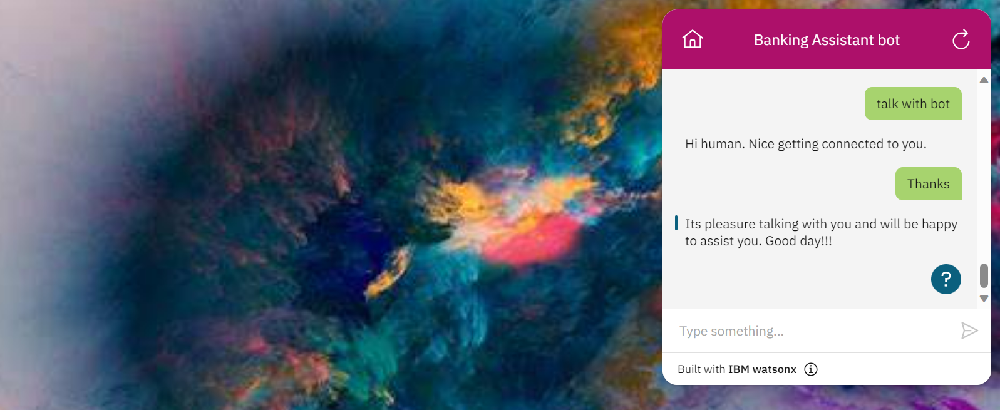 Banking Assistant bot
talk with bot
Hi human. Nice getting connected to you.
Thanks
Its pleasure talking with you and will be happy
to assist you. Good day!!!
?
Type something...
Built with IBM watsonx